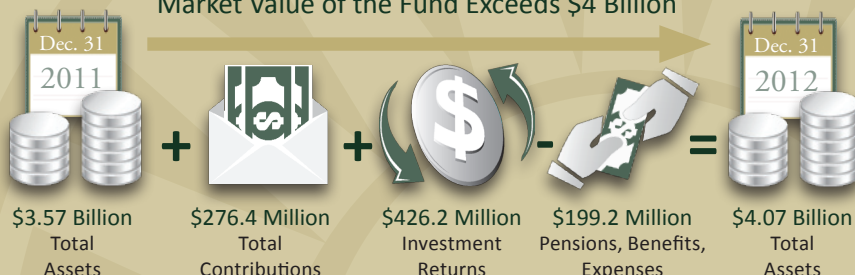 Market Value of the Fund Exceeds $4 Billion
Dec. 31
2011
Dec. 31
2012
$
$
+ + - =
$3.57 Billion
Total
Assets
$276.4 Million
Total
Contributions
$426.2 Million
Investment
Returns
$199.2 Million
Pensions, Benefits,
Expenses
$4.07 Billion
Total
Assets